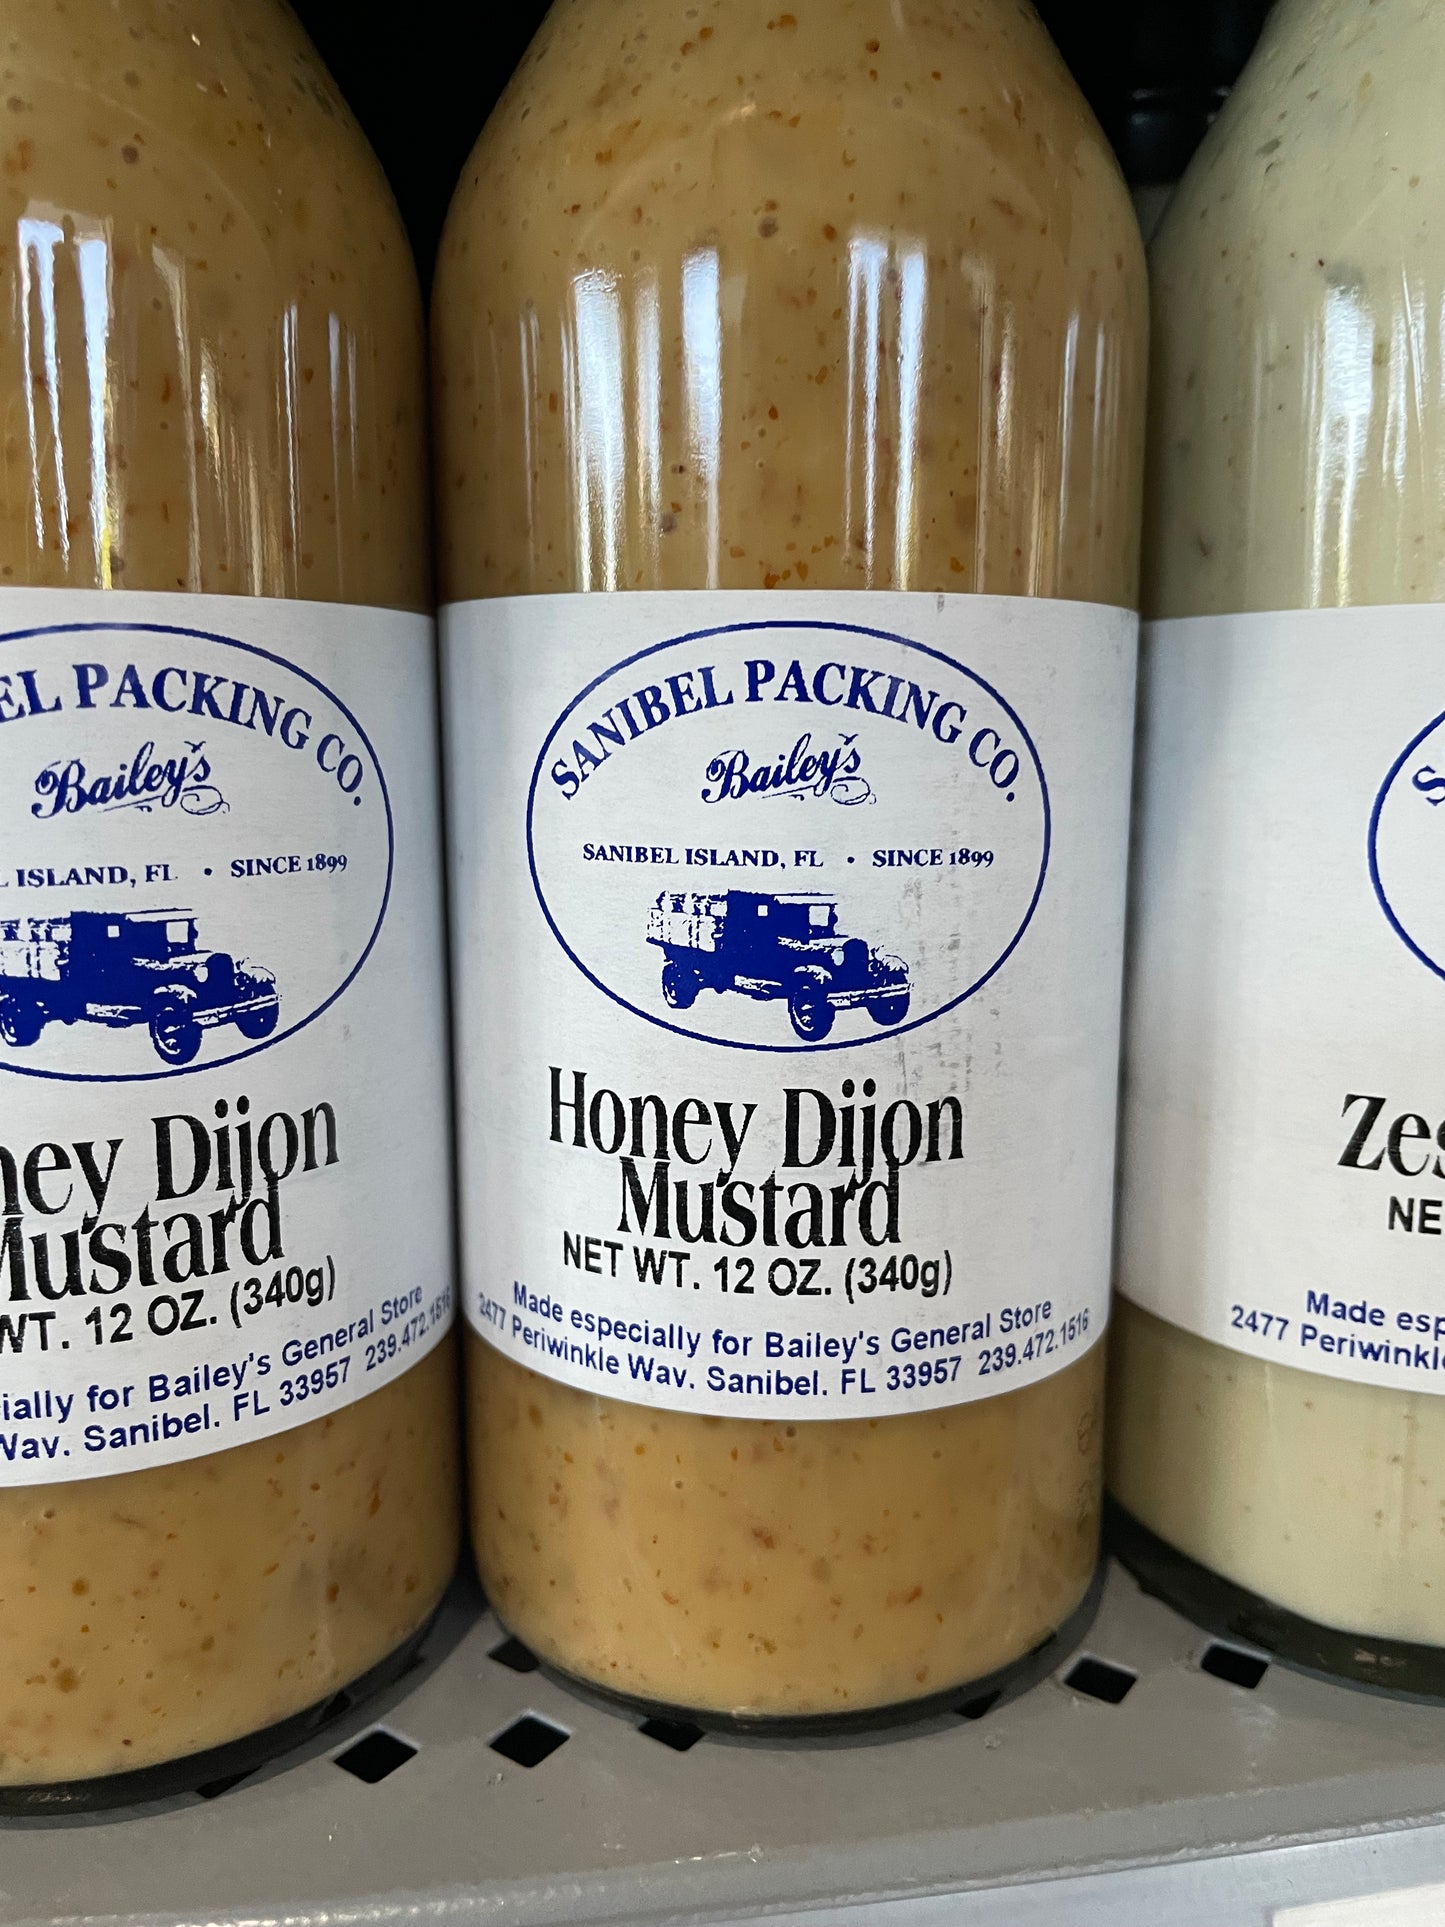 SANIBEL PACKING CO.
Bailey's
SANIBEL ISLAND, FL • SINCE 1899
Honey Dijon
Mustard
NET WT. 12 OZ. (340g)
Made especially for Bailey's General Store
2477 Periwinkle Way. Sanibel. FL 33957 239.472.1516
EL PACKING CO.
Bailey's
ISLAND, FL • SINCE 1899
ney Dijon
Mustard
WT. 12 OZ. (340g)
ially for Bailey's General Store
Way. Sanibel. FL 33957 239.472.1516
Zes
NE
Made esp
2477 Periwinkle